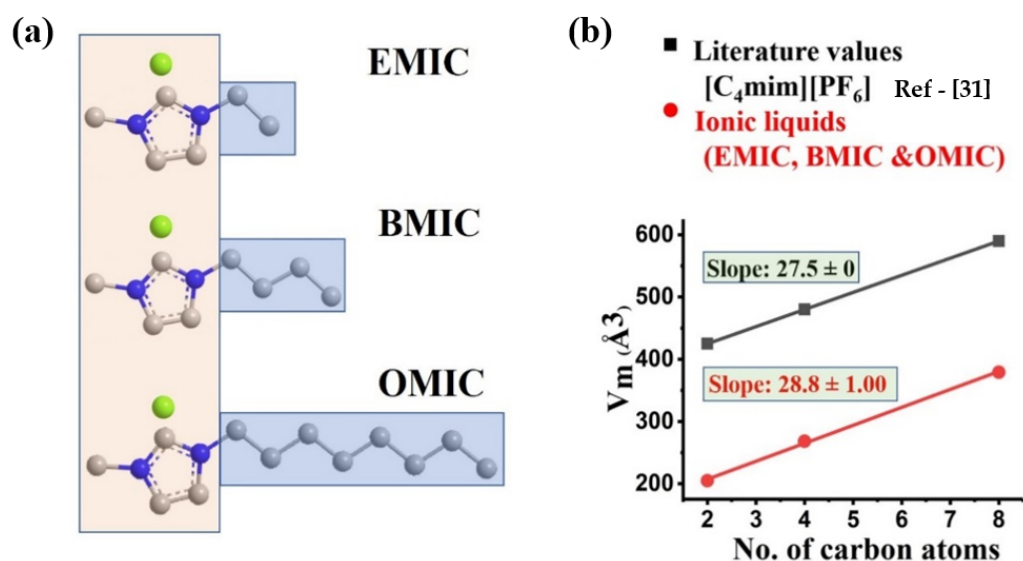 (a)
EMIC
BMIC
OMIC
(b)
Literature values
[C₄mim][PF₆] Ref - [31]
Ionic liquids
(EMIC, BMIC &OMIC)
Vm (Å3)
600
500
400
300
200
Slope: 27.5 ± 0
Slope: 28.8 ± 1.00
2 3 4 5 6 7 8
No. of carbon atoms